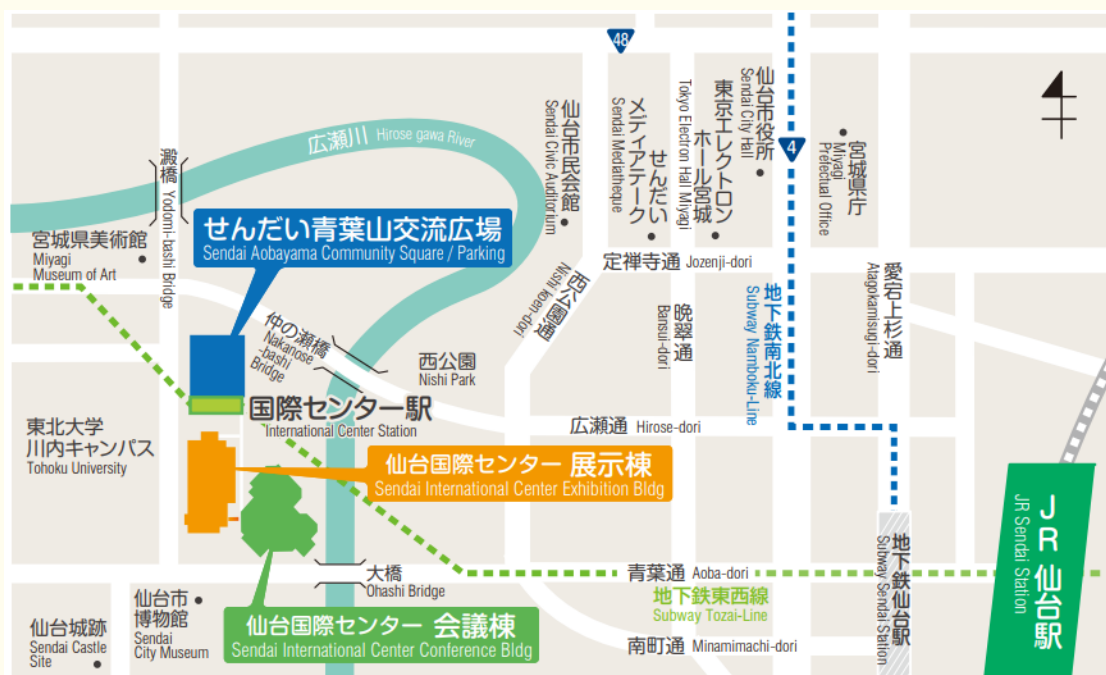 48
広瀬川 Hirose gawa River
澱橋 Yodomi-bashi Bridge
仙台市民会館
Sendai Civic Auditorium
せんだい
メディアテーク
Sendai Mediatheque
東京エレクトロン
ホール宮城
Tokyo Electron Hall Miyagi
仙台市役所
Sendai City Hall
4
宮城県庁
Miyagi
Prefectual Office
せんだい青葉山交流広場
Sendai Aobayama Community Square / Parking
宮城県美術館
Miyagi
Museum of Art
定禅寺通 Jozenji-dori
西公園通
Nishi koen-dori
晩翠通
Bansui-dori
地下鉄南北線
Subway Namboku-Line
愛宕上杉通
Atagokamisugi-dori
仲の瀬橋
Nakanose
-bashi
Bridge
西公園
Nishi Park
国際センター駅
International Center Station
広瀬通 Hirose-dori
東北大学
川内キャンパス
Tohoku University
仙台国際センター 展示棟
Sendai International Center Exhibition Bldg
JR仙台駅
JR Sendai Station
地下鉄仙台駅
Subway Sendai Station
大橋
Ohashi Bridge
青葉通 Aoba-dori
地下鉄東西線
Subway Tozai-Line
仙台市
博物館
Sendai
City Museum
仙台城跡
Sendai Castle
Site
仙台国際センター 会議棟
Sendai International Center Conference Bldg
南町通 Minamimachi-dori